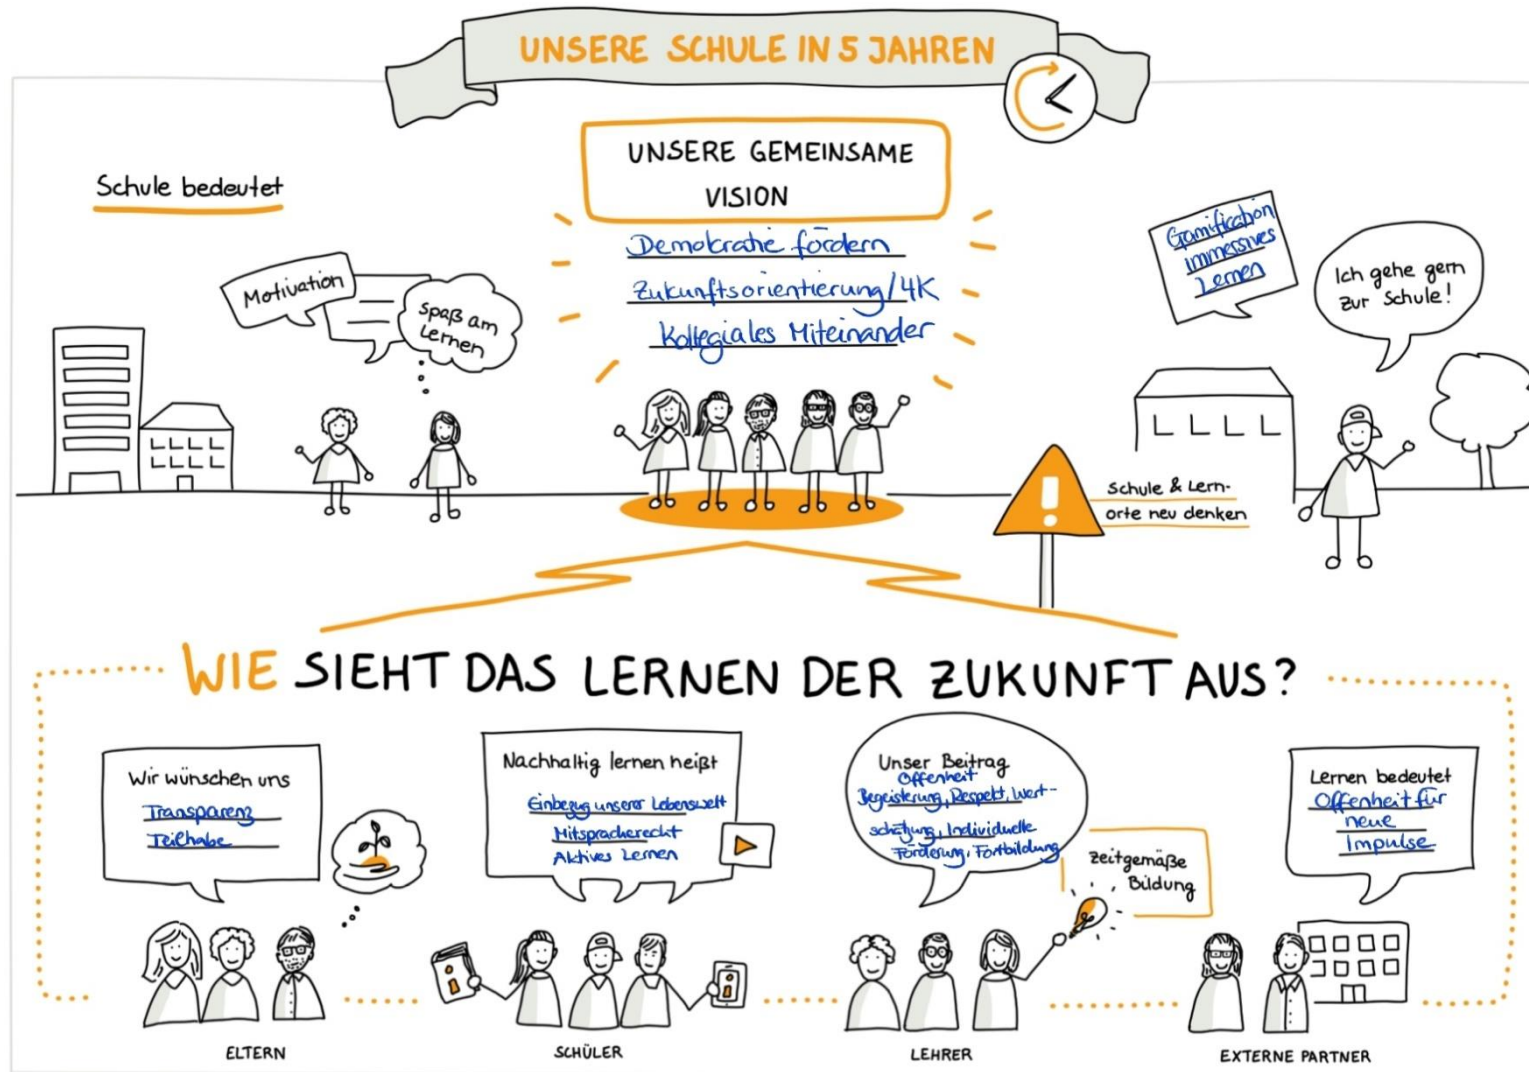 UNSERE SCHULE IN 5 JAHREN
UNSERE GEMEINSAME
VISION
Demokratie fördern
Zukunftsorientierung/4K
Kollegiales Miteinander
Schule bedeutet
Motivation
Spaß am
Lernen
Gamification
immersives
Lernen
Ich gehe gern
zur Schule!
Schule & Lern-
orte neu denken
WIE SIEHT DAS LERNEN DER ZUKUNFT AUS?
Wir wünschen uns
Transparenz
Teilhabe
ELTERN
Nachhaltig lernen heißt
Einbezug unserer Lebenswelt
Mitspracherecht
Aktives Lernen
SCHÜLER
Unser Beitrag
Offenheit
Begeisterung, Respekt, Wert-
schätzung, Individuelle
Förderung, Fortbildung
zeitgemäße
Bildung
LEHRER
Lernen bedeutet
Offenheit für
neue
Impulse
EXTERNE PARTNER